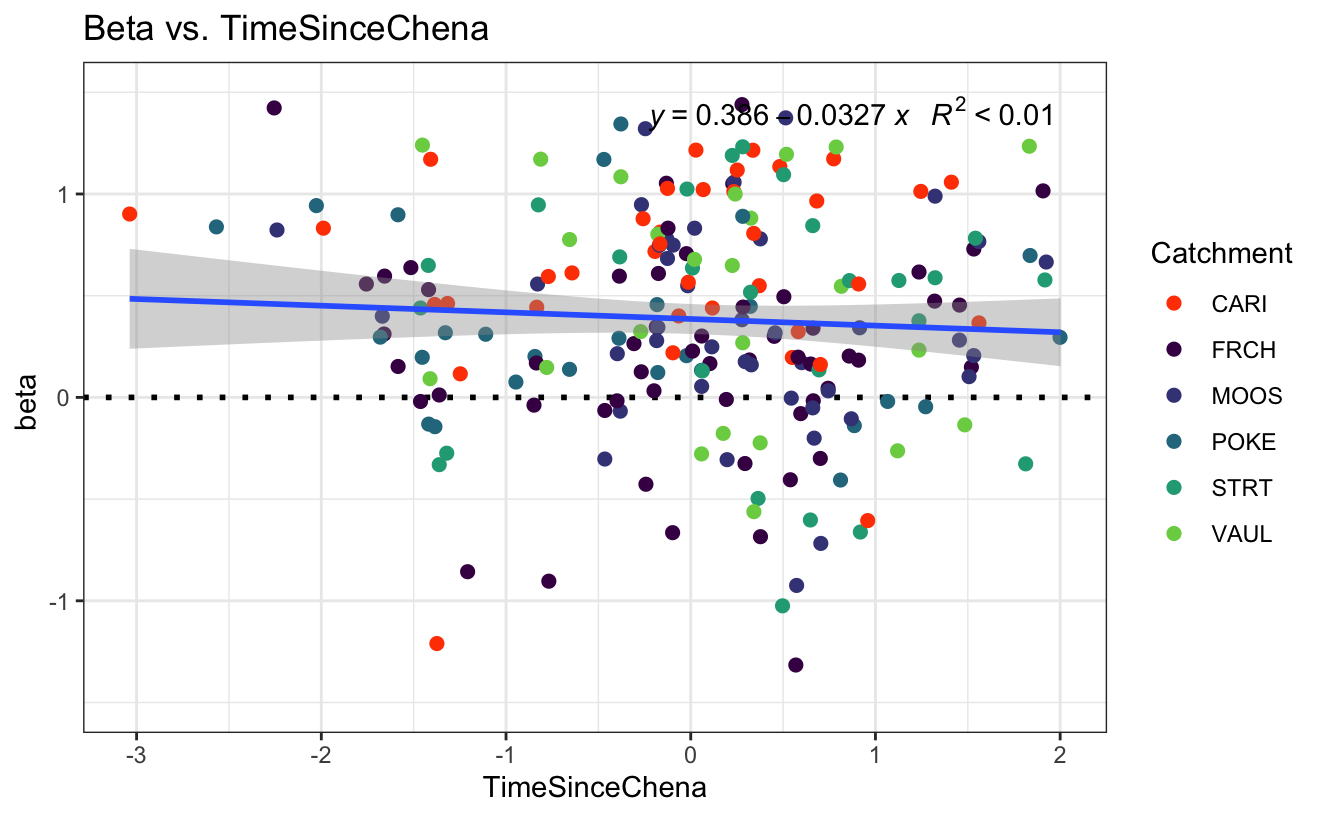 Beta vs. TimeSinceChena
y = 0.386 – 0.0327 x R² < 0.01
1
0
-1
beta
-3 -2 -1 0 1 2
TimeSinceChena
Catchment
CARI
FRCH
MOOS
POKE
STRT
VAUL